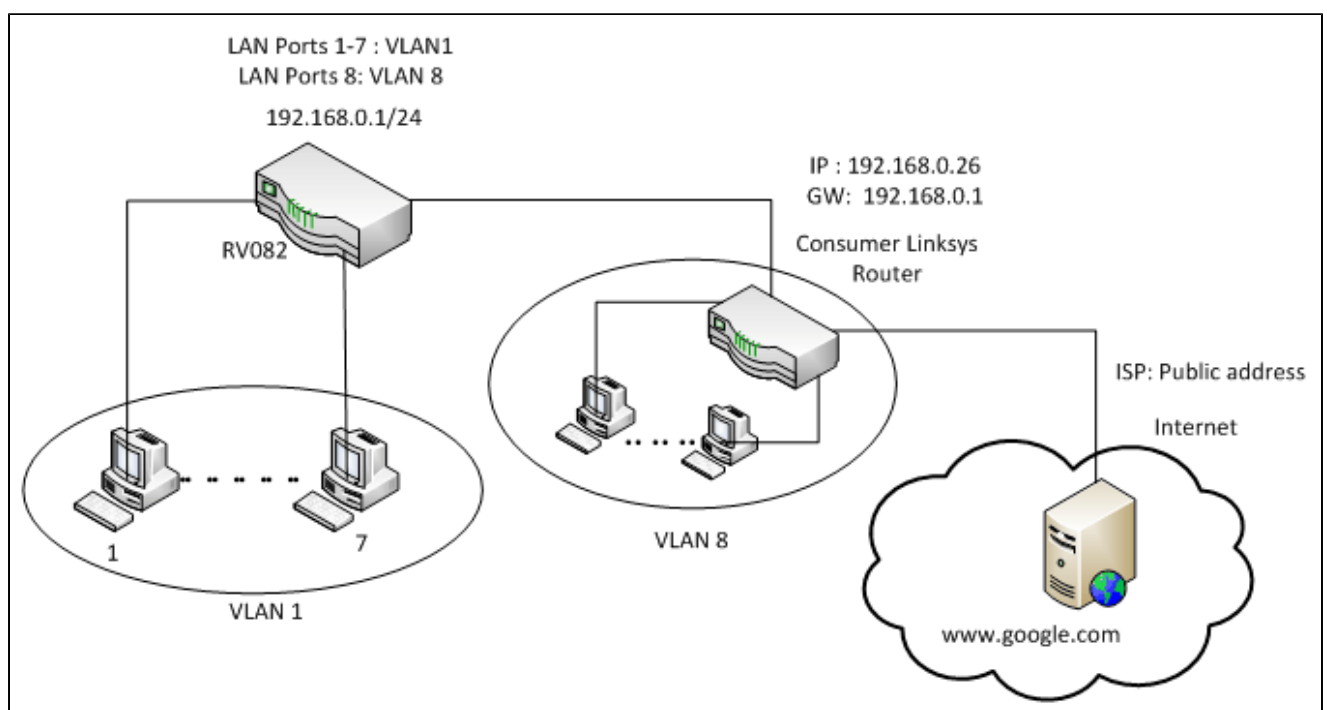 LAN Ports 1-7 : VLAN1
LAN Ports 8: VLAN 8
192.168.0.1/24
RV082
IP : 192.168.0.26
GW: 192.168.0.1
Consumer Linksys
Router
1
7
VLAN 1
VLAN 8
ISP: Public address
Internet
www.google.com